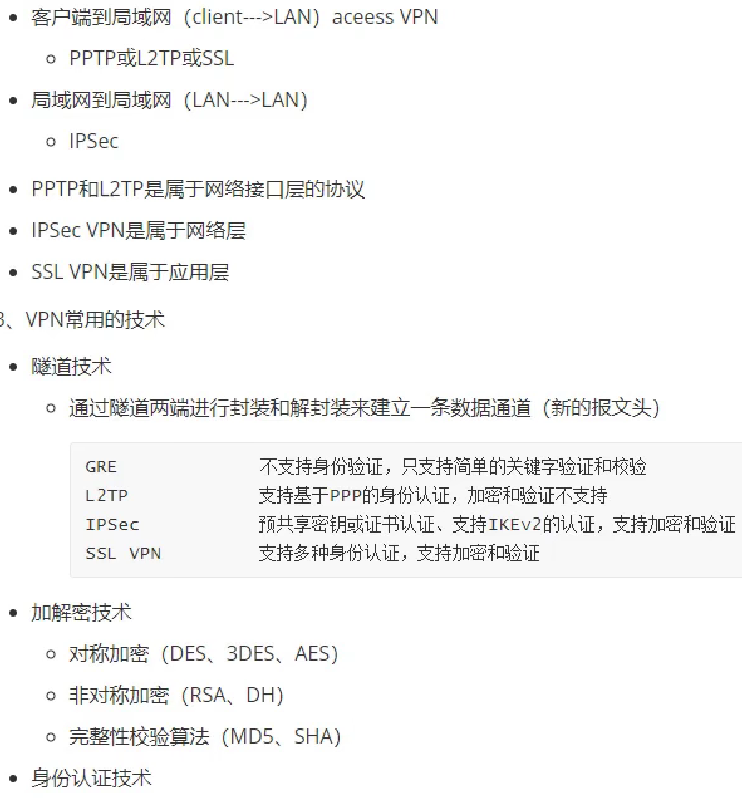 客户端到局域网（client--->LAN）aceess VPN
PPTP或L2TP或SSL
局域网到局域网（LAN--->LAN）
IPSec
PPTP和L2TP是属于网络接口层的协议
IPSec VPN是属于网络层
SSL VPN是属于应用层
3、VPN常用的技术
隧道技术
通过隧道两端进行封装和解封装来建立一条数据通道（新的报文头）
GRE 不支持身份验证，只支持简单的关键字验证和校验
L2TP 支持基于PPP的身份认证，加密和验证不支持
IPSec 预共享密钥或证书认证、支持IKEv2的认证，支持加密和验证
SSL VPN 支持多种身份认证，支持加密和验证
加解密技术
对称加密（DES、3DES、AES）
非对称加密（RSA、DH）
完整性校验算法（MD5、SHA）
身份认证技术